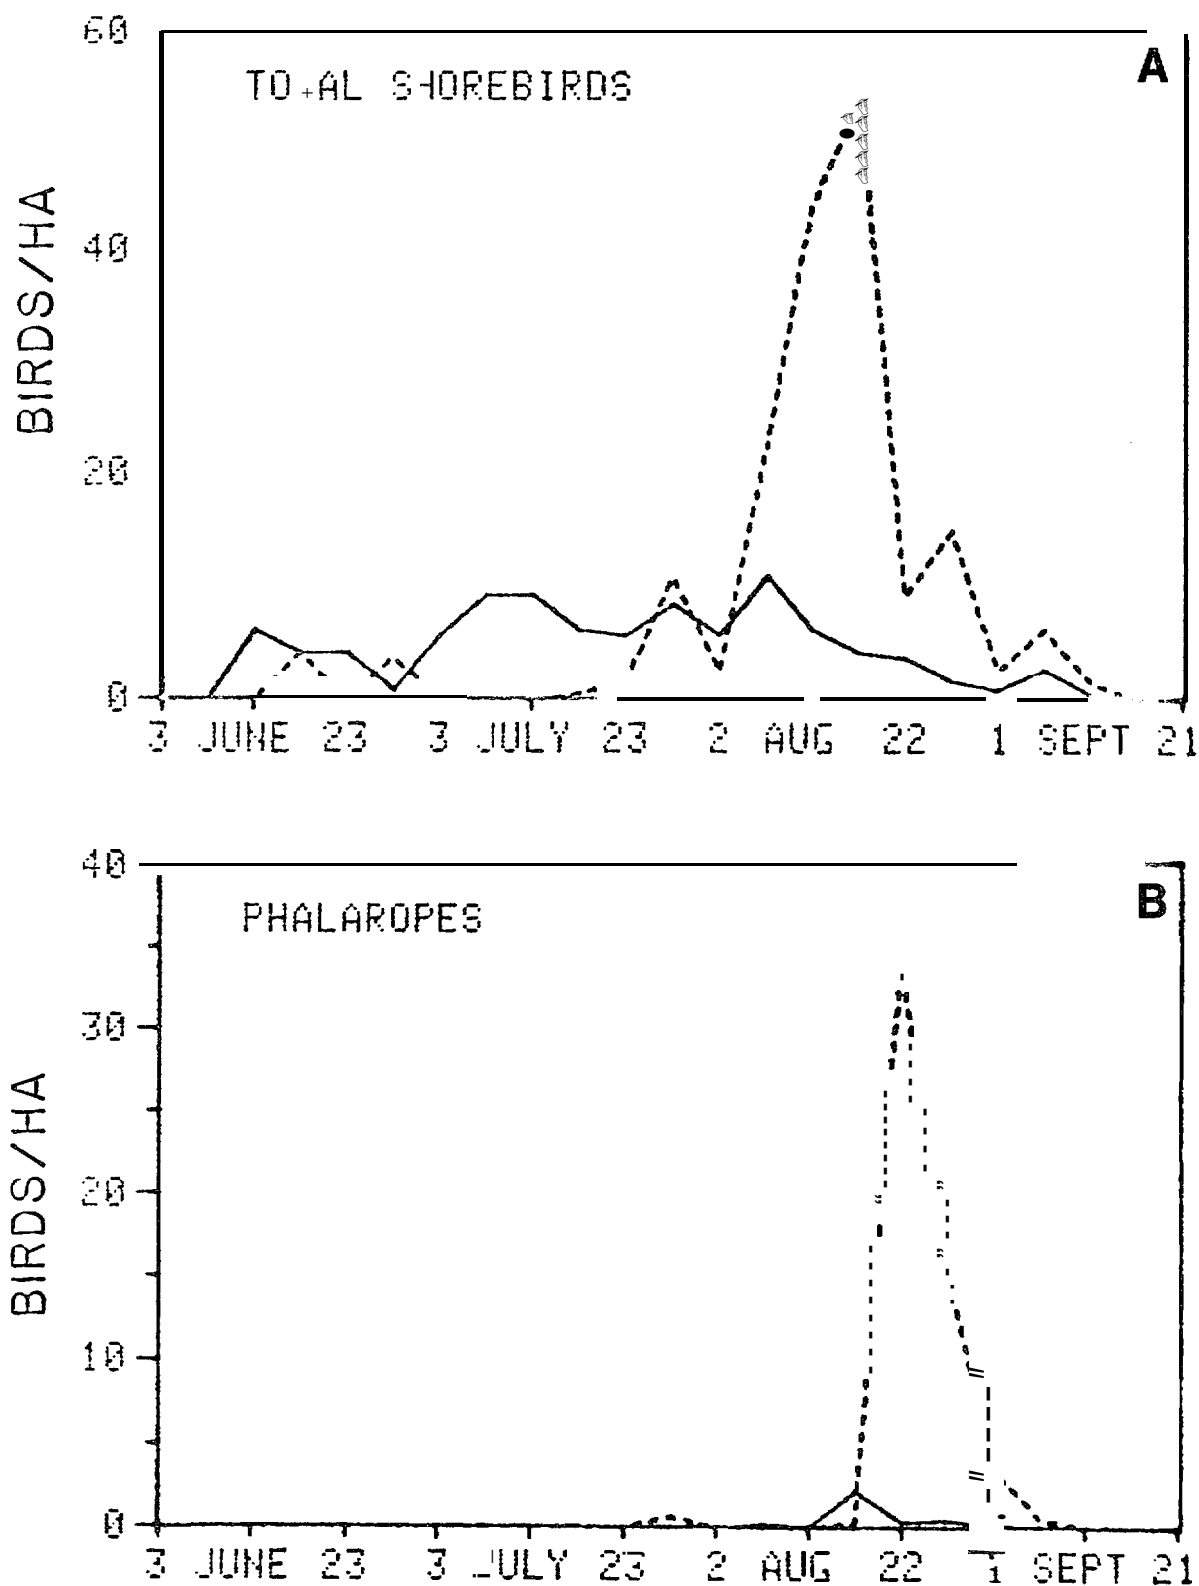 60
A
TO+AL SHOREBIRDS
BIRDS/HA
40
20
0
3 JUNE 23 3 JULY 23 2 AUG 22 1 SEPT 21
40
B
PHALAROPES
30
BIRDS/HA
20
10
0
3 JUNE 23 3 JULY 23 2 AUG 22 1 SEPT 21